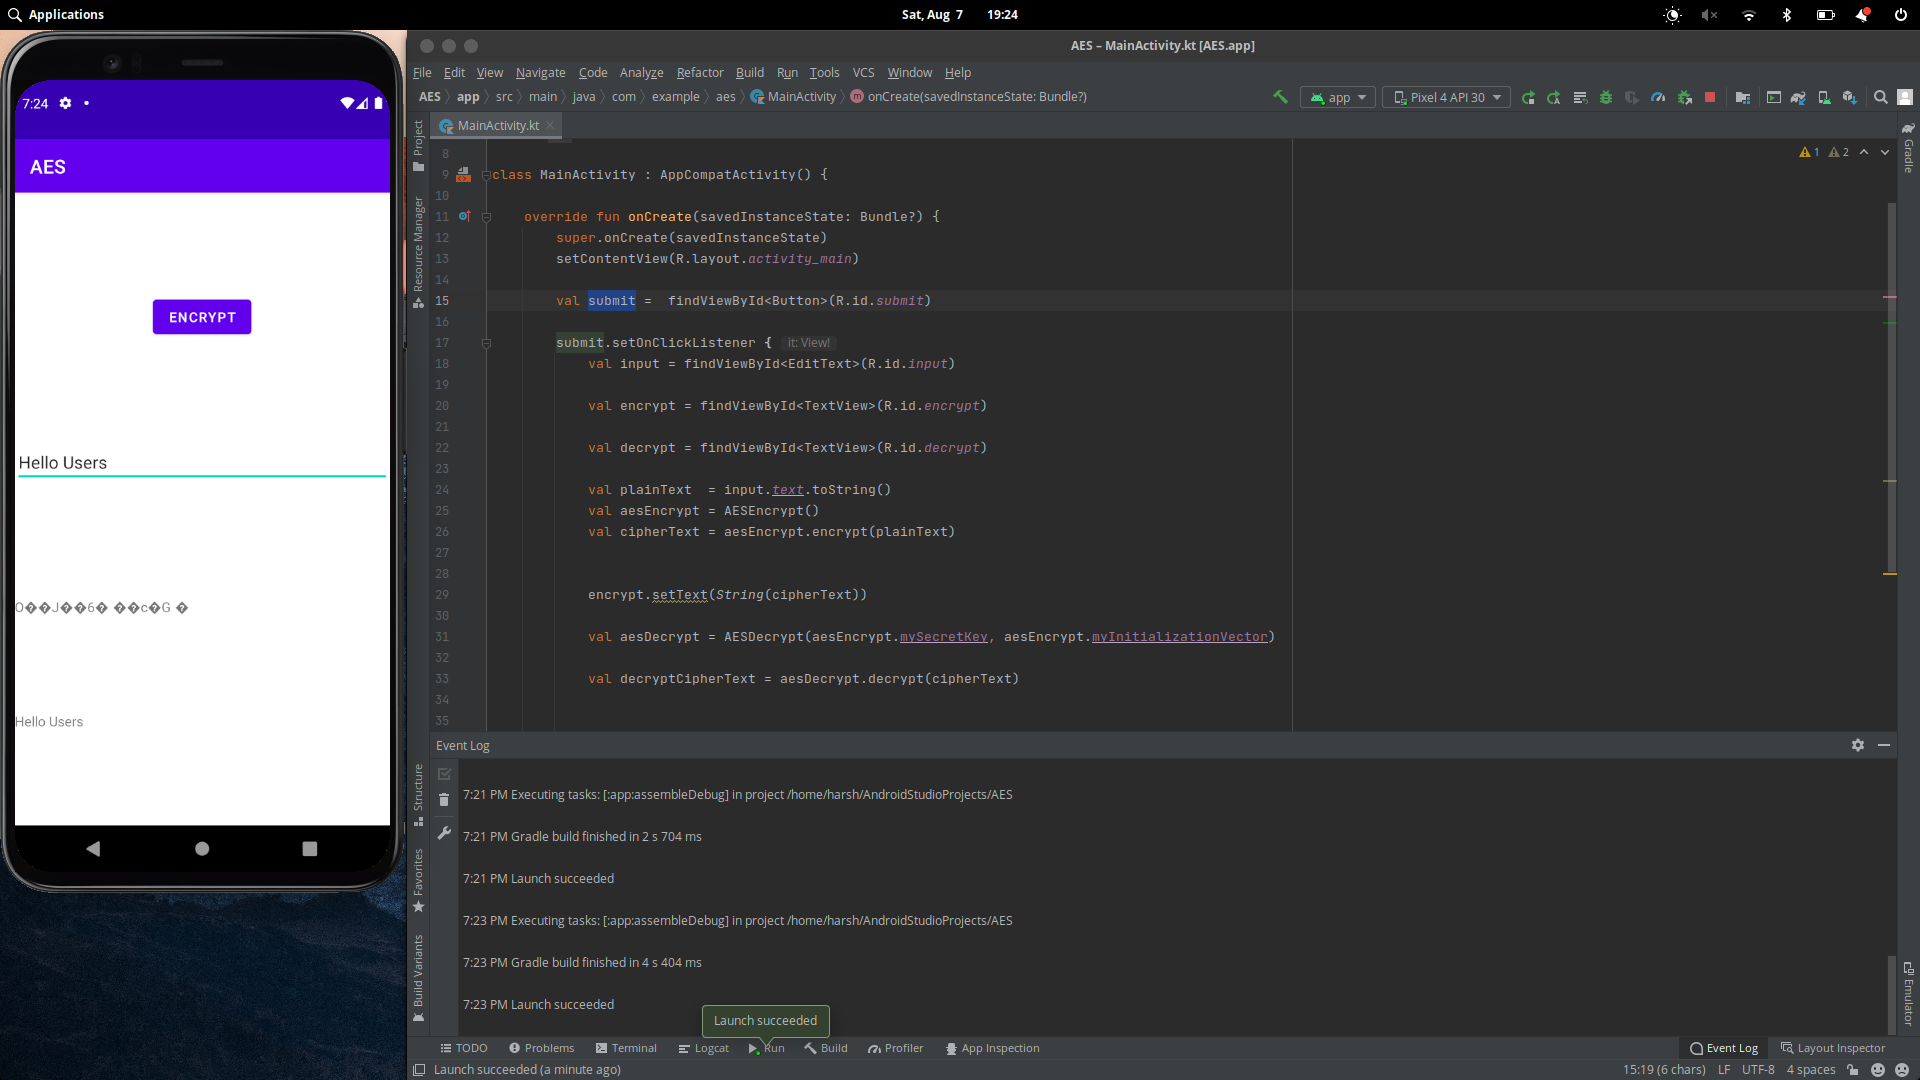 Applications
Sat, Aug 7 19:24
7:24
AES
ENCRYPT
Hello Users
O��J��6� ��c�G �
Hello Users
AES – MainActivity.kt [AES.app]
File Edit View Navigate Code Analyze Refactor Build Run Tools VCS Window Help
AES app src main java com example aes MainActivity onCreate(savedInstanceState: Bundle?)
app Pixel 4 API 30
MainActivity.kt
1 2
Project
Resource Manager
Structure
Favorites
Build Variants
Gradle
Emulator
8
9 class MainActivity : AppCompatActivity() {
10
11 override fun onCreate(savedInstanceState: Bundle?) {
12 super.onCreate(savedInstanceState)
13 setContentView(R.layout.activity_main)
14
15 val submit = findViewById<Button>(R.id.submit)
16
17 submit.setOnClickListener { it: View!
18 val input = findViewById<EditText>(R.id.input)
19
20 val encrypt = findViewById<TextView>(R.id.encrypt)
21
22 val decrypt = findViewById<TextView>(R.id.decrypt)
23
24 val plainText = input.text.toString()
25 val aesEncrypt = AESEncrypt()
26 val cipherText = aesEncrypt.encrypt(plainText)
27
28
29 encrypt.setText(String(cipherText))
30
31 val aesDecrypt = AESDecrypt(aesEncrypt.mySecretKey, aesEncrypt.myInitializationVector)
32
33 val decryptCipherText = aesDecrypt.decrypt(cipherText)
34
35
Event Log
7:21 PM Executing tasks: [:app:assembleDebug] in project /home/harsh/AndroidStudioProjects/AES
7:21 PM Gradle build finished in 2 s 704 ms
7:21 PM Launch succeeded
7:23 PM Executing tasks: [:app:assembleDebug] in project /home/harsh/AndroidStudioProjects/AES
7:23 PM Gradle build finished in 4 s 404 ms
7:23 PM Launch succeeded
Launch succeeded
TODO Problems Terminal Logcat Run Build Profiler App Inspection Event Log Layout Inspector
Launch succeeded (a minute ago) 15:19 (6 chars) LF UTF-8 4 spaces